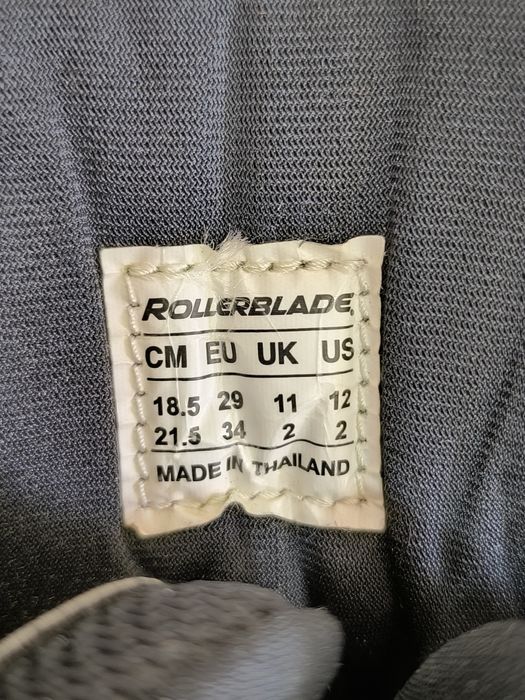 ROLLERBLADE
CM EU UK US
18.5 29 11 12
21.5 34 2 2
MADE IN THAILAND